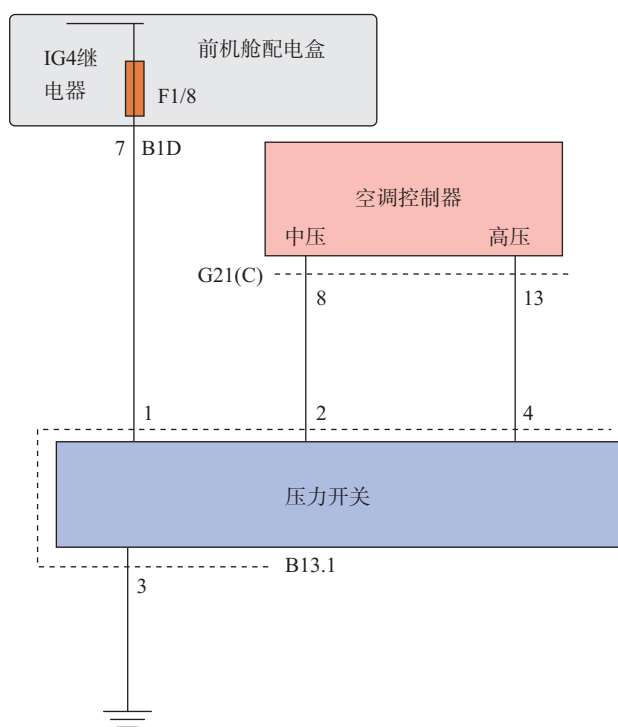 IG4继
电器
前机舱配电盒
F1/8
7 B1D
空调控制器
中压 高压
G21(C)
8 13
1 2 4
压力开关
B13.1
3